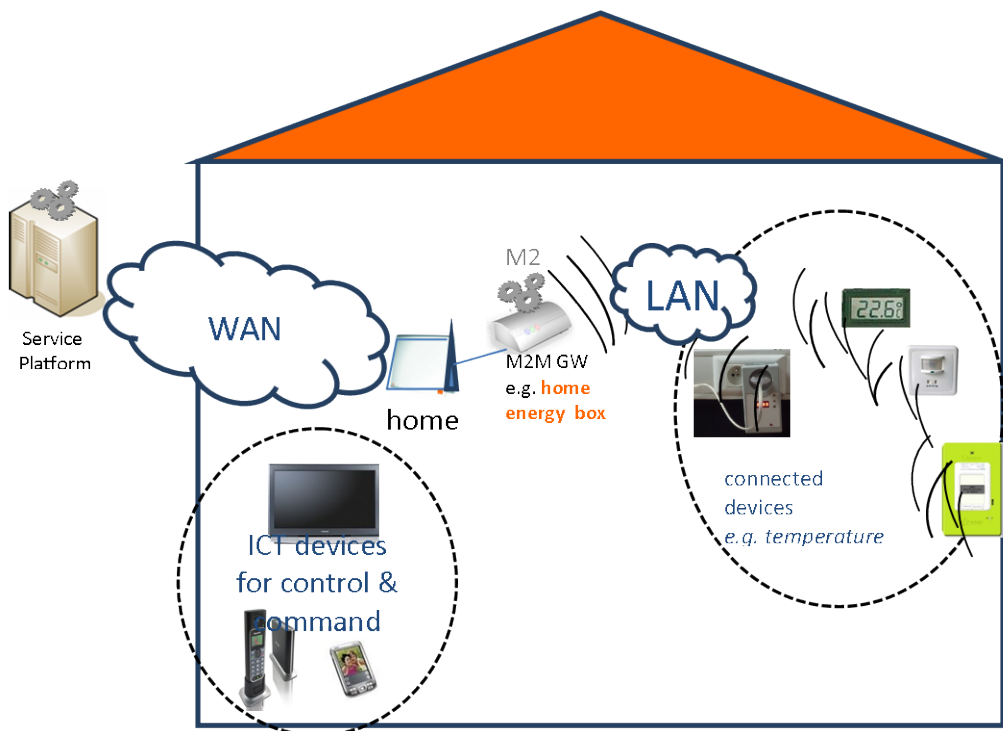 M2
LAN
22.6°C
WAN
Service
Platform
M2M GW
e.g. home
energy box
home
connected
devices
e.g. temperature
ICT devices
for control &
command